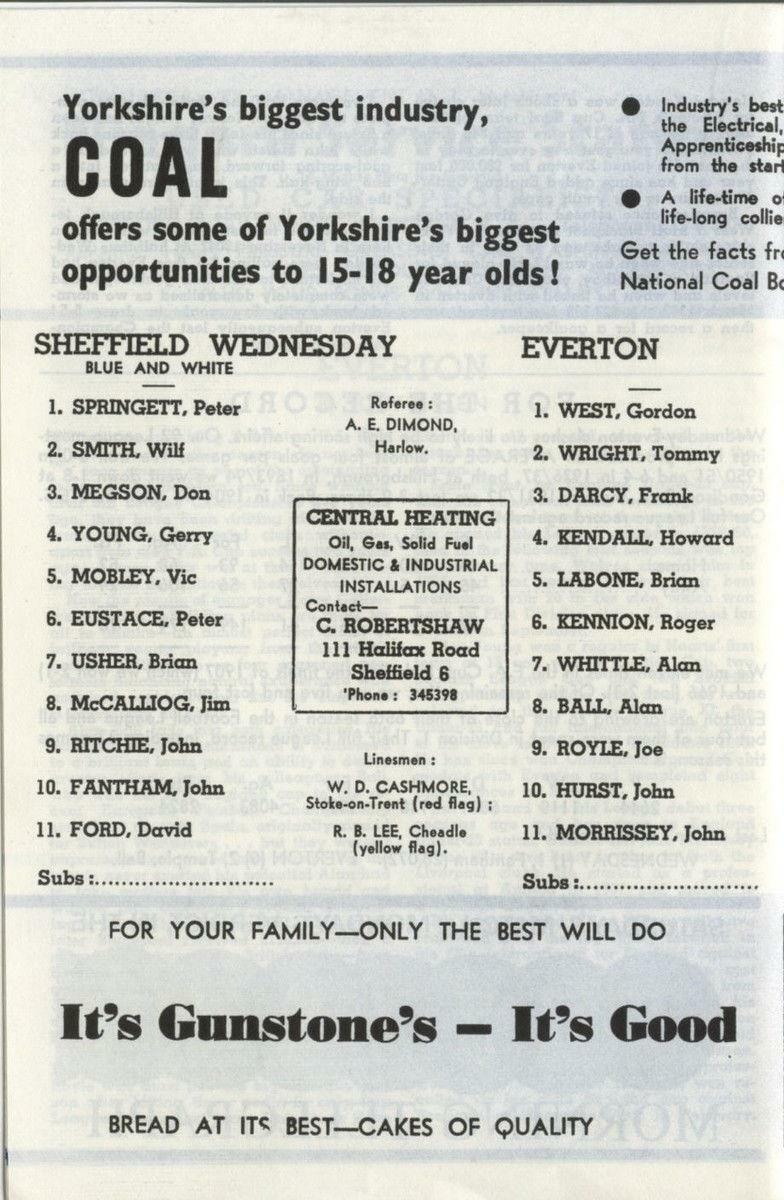 Yorkshire's biggest industry,
COAL
offers some of Yorkshire's biggest
opportunities to 15-18 year olds!
● Industry's best
the Electrical,
Apprenticeship
from the start
● A life-time
life-long
Get the facts
National Coal
SHEFFIELD WEDNESDAY
BLUE AND WHITE
1. SPRINGETT, Peter
2. SMITH, Wilf
3. MEGSON, Don
4. YOUNG, Gerry
5. MOBLEY, Vic
6. EUSTACE, Peter
7. USHER, Brian
8. McCALLIOG, Jim
9. RITCHIE, John
10. FANTHAM, John
11. FORD, David
Subs :..............................
Referee :
A. E. DIMOND,
Harlow.
CENTRAL HEATING
Oil, Gas, Solid Fuel
DOMESTIC & INDUSTRIAL
INSTALLATIONS
Contact—
C. ROBERTSHAW
111 Halifax Road
Sheffield 6
'Phone : 345398
Linesmen :
W. D. CASHMORE,
Stoke-on-Trent (red flag) ;
R. B. LEE, Cheadle
(yellow flag).
EVERTON
1. WEST, Gordon
2. WRIGHT, Tommy
3. DARCY, Frank
4. KENDALL, Howard
5. LABONE, Brian
6. KENNION, Roger
7. WHITTLE, Alan
8. BALL, Alan
9. ROYLE, Joe
10. HURST, John
11. MORRISSEY, John
Subs :..............................
FOR YOUR FAMILY—ONLY THE BEST WILL DO
It's Gunstone's — It's Good
BREAD AT ITS BEST—CAKES OF QUALITY